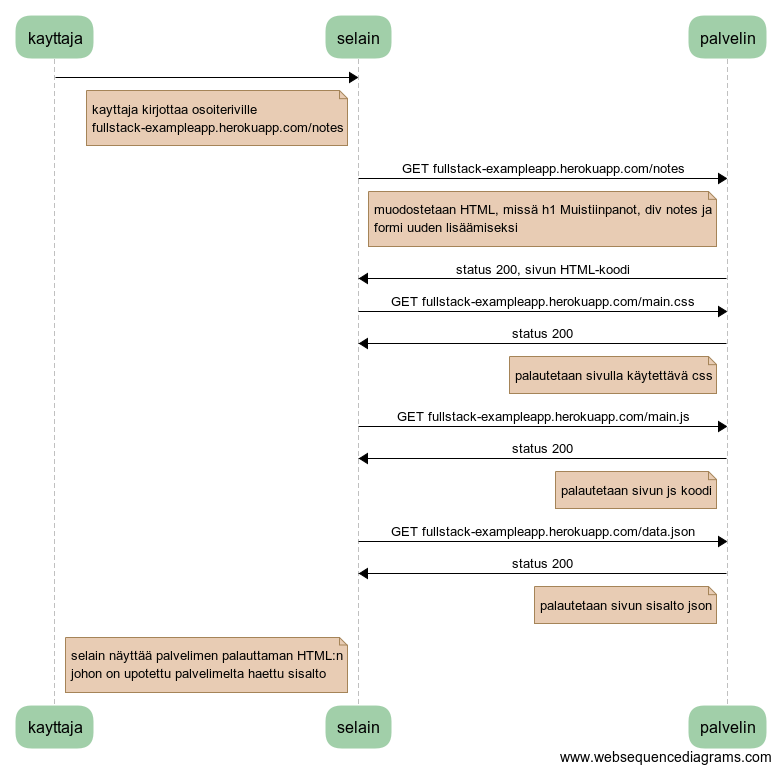 kayttaja
selain
palvelin
kayttaja kirjottaa osoiteriville
fullstack-exampleapp.herokuapp.com/notes
GET fullstack-exampleapp.herokuapp.com/notes
muodostetaan HTML, missä h1 Muistiinpanot, div notes ja
formi uuden lisäämiseksi
status 200, sivun HTML-koodi
GET fullstack-exampleapp.herokuapp.com/main.css
status 200
palautetaan sivulla käytettävä css
GET fullstack-exampleapp.herokuapp.com/main.js
status 200
palautetaan sivun js koodi
GET fullstack-exampleapp.herokuapp.com/data.json
status 200
palautetaan sivun sisalto json
selain näyttää palvelimen palauttaman HTML:n
johon on upotettu palvelimelta haettu sisalto
kayttaja
selain
palvelin
www.websequencediagrams.com